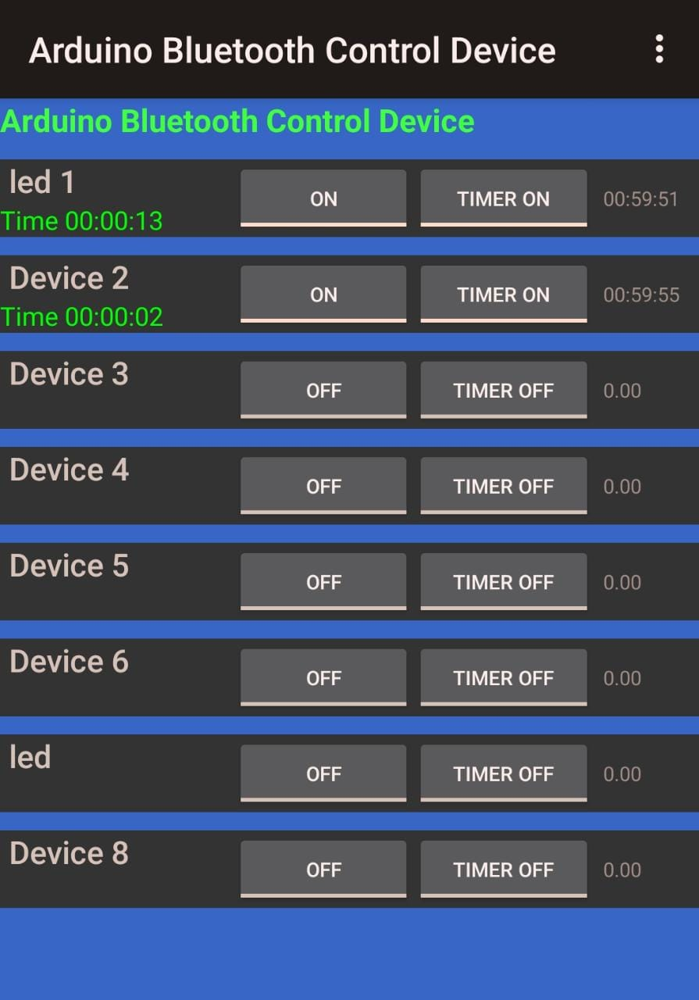 Arduino Bluetooth Control Device
Arduino Bluetooth Control Device
led 1
Time 00:00:13
ON
TIMER ON
00:59:51
Device 2
Time 00:00:02
ON
TIMER ON
00:59:55
Device 3
OFF
TIMER OFF
0.00
Device 4
OFF
TIMER OFF
0.00
Device 5
OFF
TIMER OFF
0.00
Device 6
OFF
TIMER OFF
0.00
led
OFF
TIMER OFF
0.00
Device 8
OFF
TIMER OFF
0.00